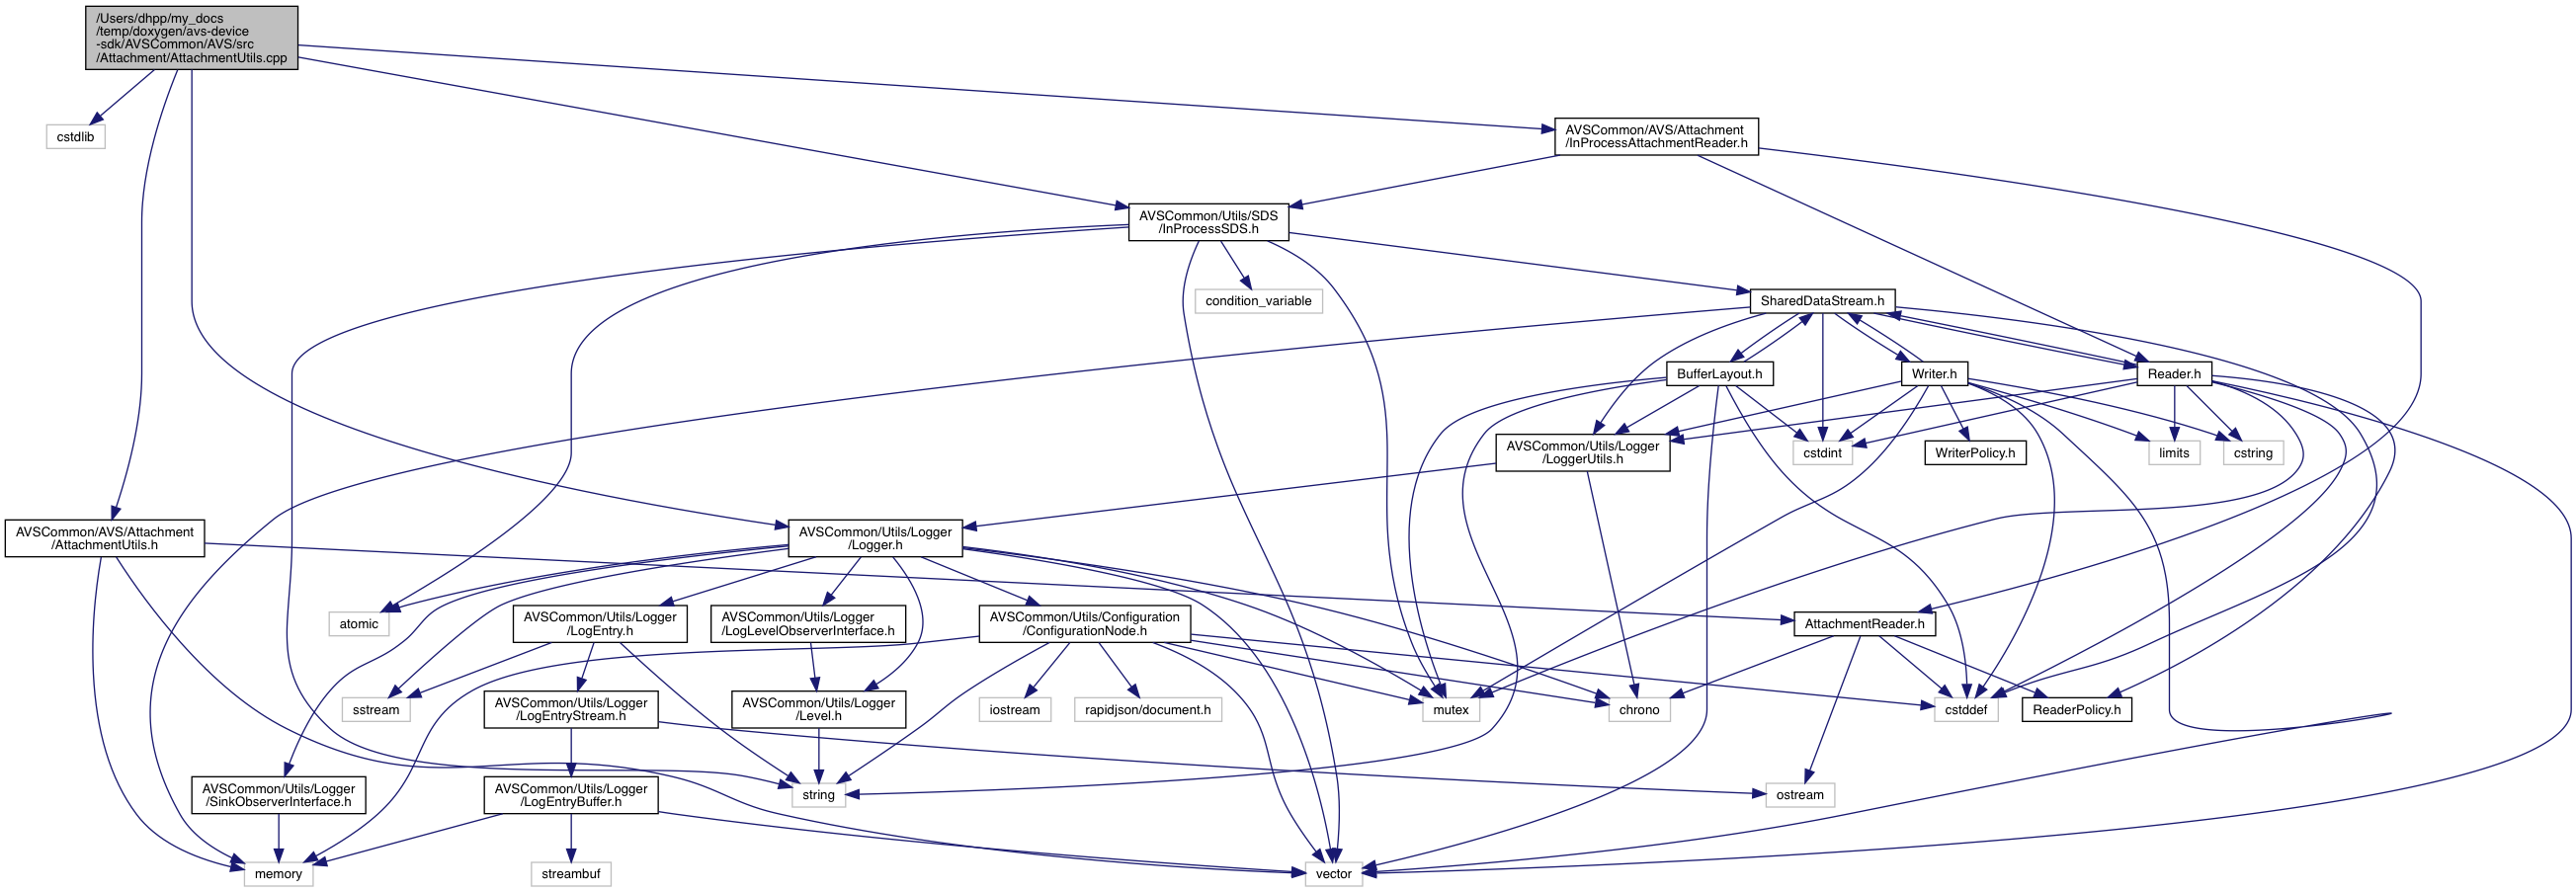 /Users/dhpp/my_docs
/temp/doxygen/avs-device
-sdk/AVSCommon/AVS/src
/Attachment/AttachmentUtils.cpp
cstdlib
AVSCommon/AVS/Attachment
/InProcessAttachmentReader.h
AVSCommon/Utils/SDS
/InProcessSDS.h
condition_variable
SharedDataStream.h
BufferLayout.h
Writer.h
Reader.h
AVSCommon/Utils/Logger
/LoggerUtils.h
cstdint
WriterPolicy.h
limits
cstring
AVSCommon/AVS/Attachment
/AttachmentUtils.h
AVSCommon/Utils/Logger
/Logger.h
atomic
AVSCommon/Utils/Logger
/LogEntry.h
AVSCommon/Utils/Logger
/LogLevelObserverInterface.h
AVSCommon/Utils/Configuration
/ConfigurationNode.h
AttachmentReader.h
sstream
AVSCommon/Utils/Logger
/LogEntryStream.h
AVSCommon/Utils/Logger
/Level.h
iostream
rapidjson/document.h
mutex
chrono
cstddef
ReaderPolicy.h
AVSCommon/Utils/Logger
/SinkObserverInterface.h
AVSCommon/Utils/Logger
/LogEntryBuffer.h
string
ostream
memory
streambuf
vector